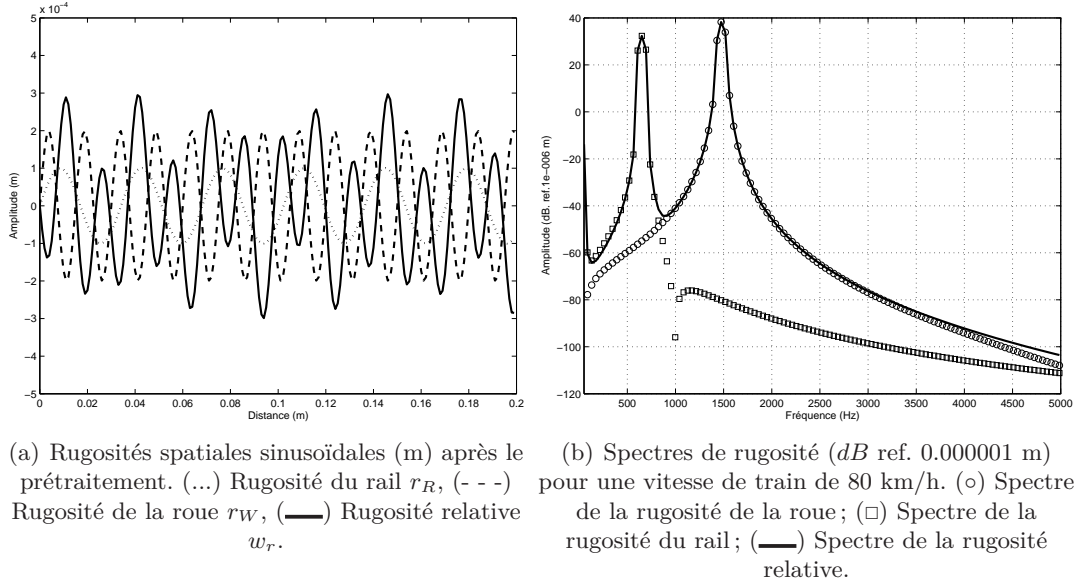 x 10⁻⁴
5
4
3
2
1
0
−1
−2
−3
−4
−5
Amplitude (m)
0 0.02 0.04 0.06 0.08 0.1 0.12 0.14 0.16 0.18 0.2
Distance (m)
(a) Rugosités spatiales sinusoïdales (m) après le
prétraitement. (...) Rugosité du rail r_R, (- - -)
Rugosité de la roue r_W, (—) Rugosité relative
w_r.
40
20
0
−20
−40
−60
−80
−100
−120
Amplitude (dB. ref.1e−006 m)
500 1000 1500 2000 2500 3000 3500 4000 4500 5000
Fréquence (Hz)
(b) Spectres de rugosité (dB ref. 0.000001 m)
pour une vitesse de train de 80 km/h. (○) Spectre
de la rugosité de la roue ; (□) Spectre de la
rugosité du rail ; (—) Spectre de la rugosité
relative.